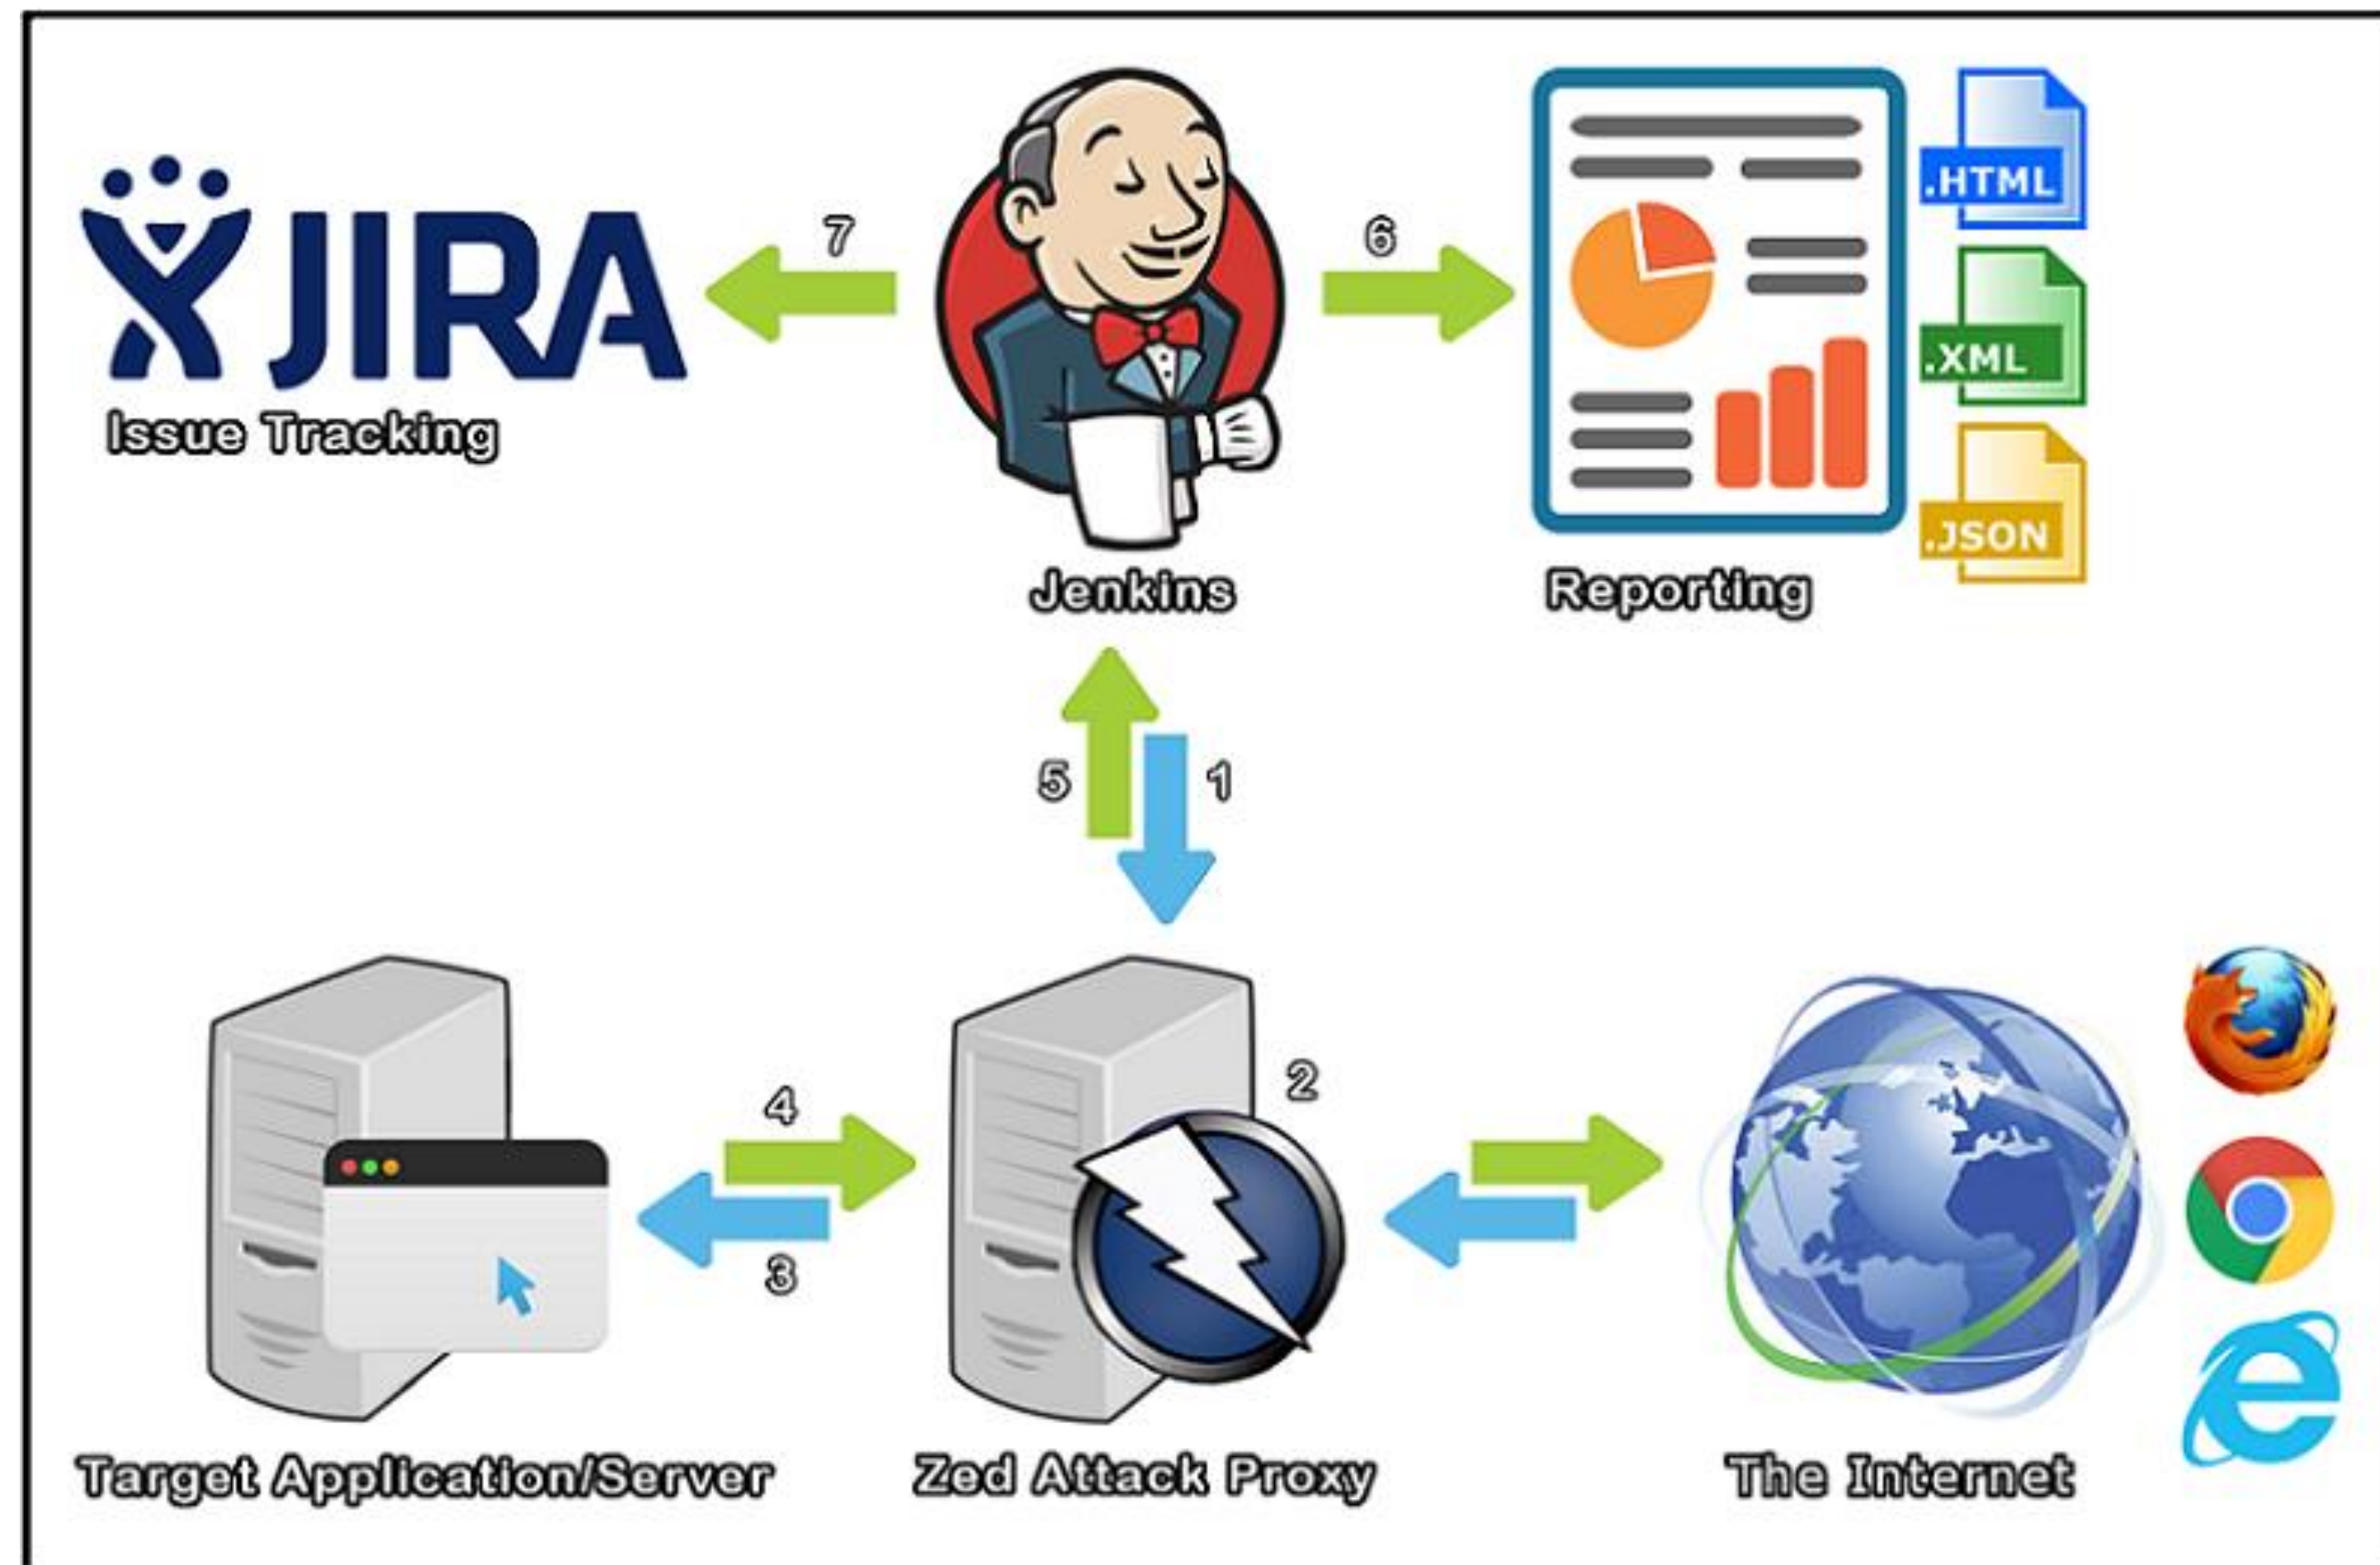 7
6
.HTML
JIRA
.XML
Issue Tracking
.JSON
Jenkins
Reporting
5
1
2
4
3
Target Application/Server
Zed Attack Proxy
The Internet